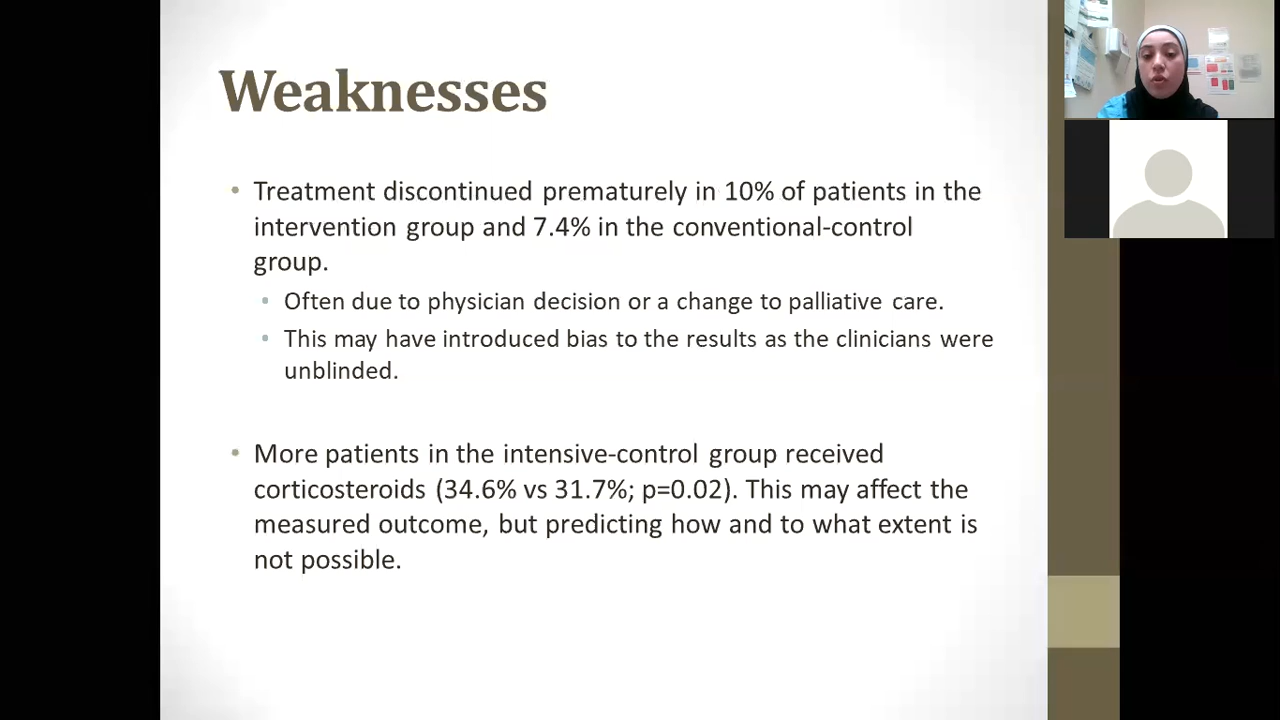 Weaknesses
• Treatment discontinued prematurely in 10% of patients in the
intervention group and 7.4% in the conventional-control
group.
• Often due to physician decision or a change to palliative care.
• This may have introduced bias to the results as the clinicians were
unblinded.
• More patients in the intensive-control group received
corticosteroids (34.6% vs 31.7%; p=0.02). This may affect the
measured outcome, but predicting how and to what extent is
not possible.